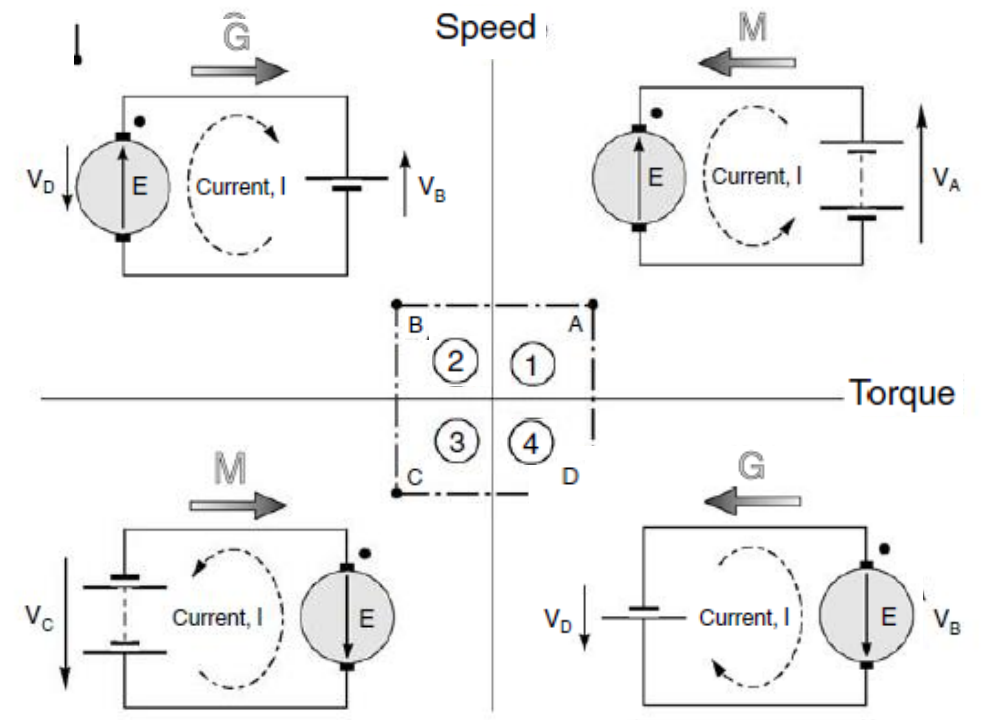 Speed
G
M
V_D
E
Current, I
V_B
E
Current, I
V_A
B
A
2
1
Torque
3
4
C
D
M
G
V_C
Current, I
E
V_D
Current, I
E
V_B